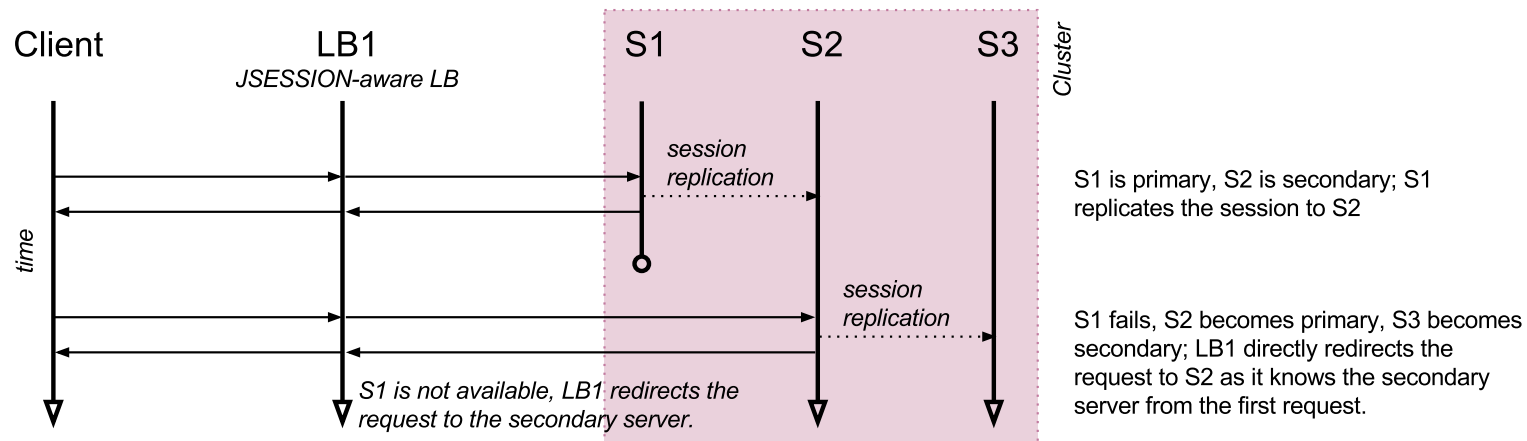 Client
LB1
S1
S2
S3
JSESSION-aware LB
Cluster
session
replication
S1 is primary, S2 is secondary; S1
replicates the session to S2
time
session
replication
S1 fails, S2 becomes primary, S3 becomes
secondary; LB1 directly redirects the
request to S2 as it knows the secondary
server from the first request.
S1 is not available, LB1 redirects the
request to the secondary server.